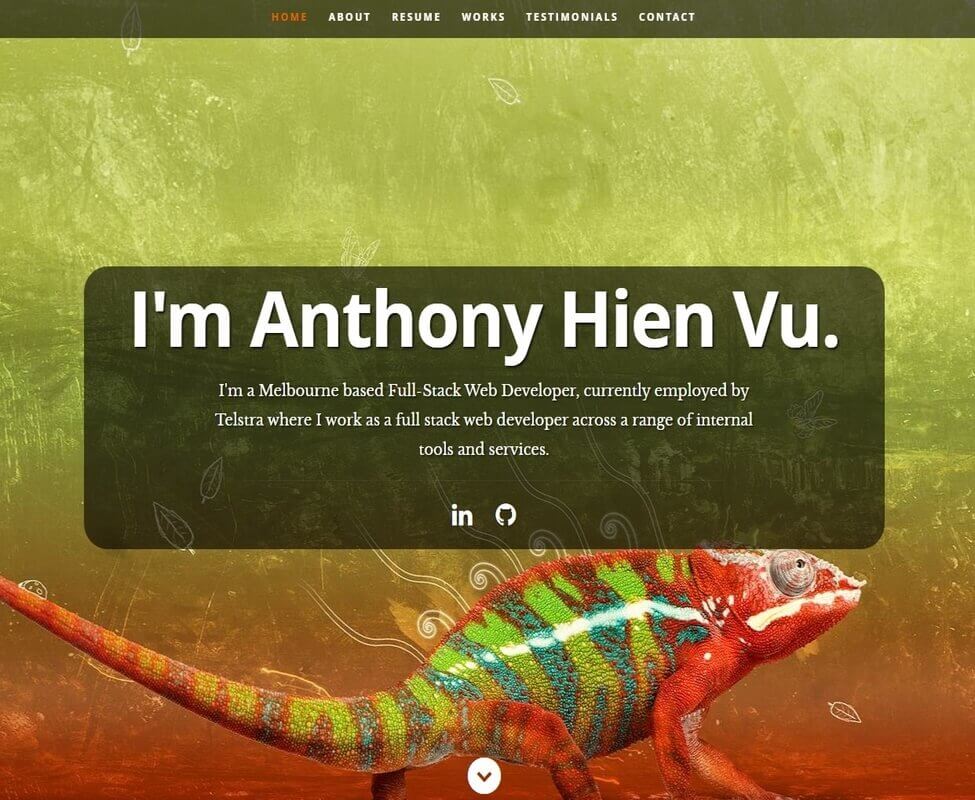 HOME ABOUT RESUME WORKS TESTIMONIALS CONTACT
I'm Anthony Hien Vu.
I'm a Melbourne based Full-Stack Web Developer, currently employed by
Telstra where I work as a full stack web developer across a range of internal
tools and services.
in